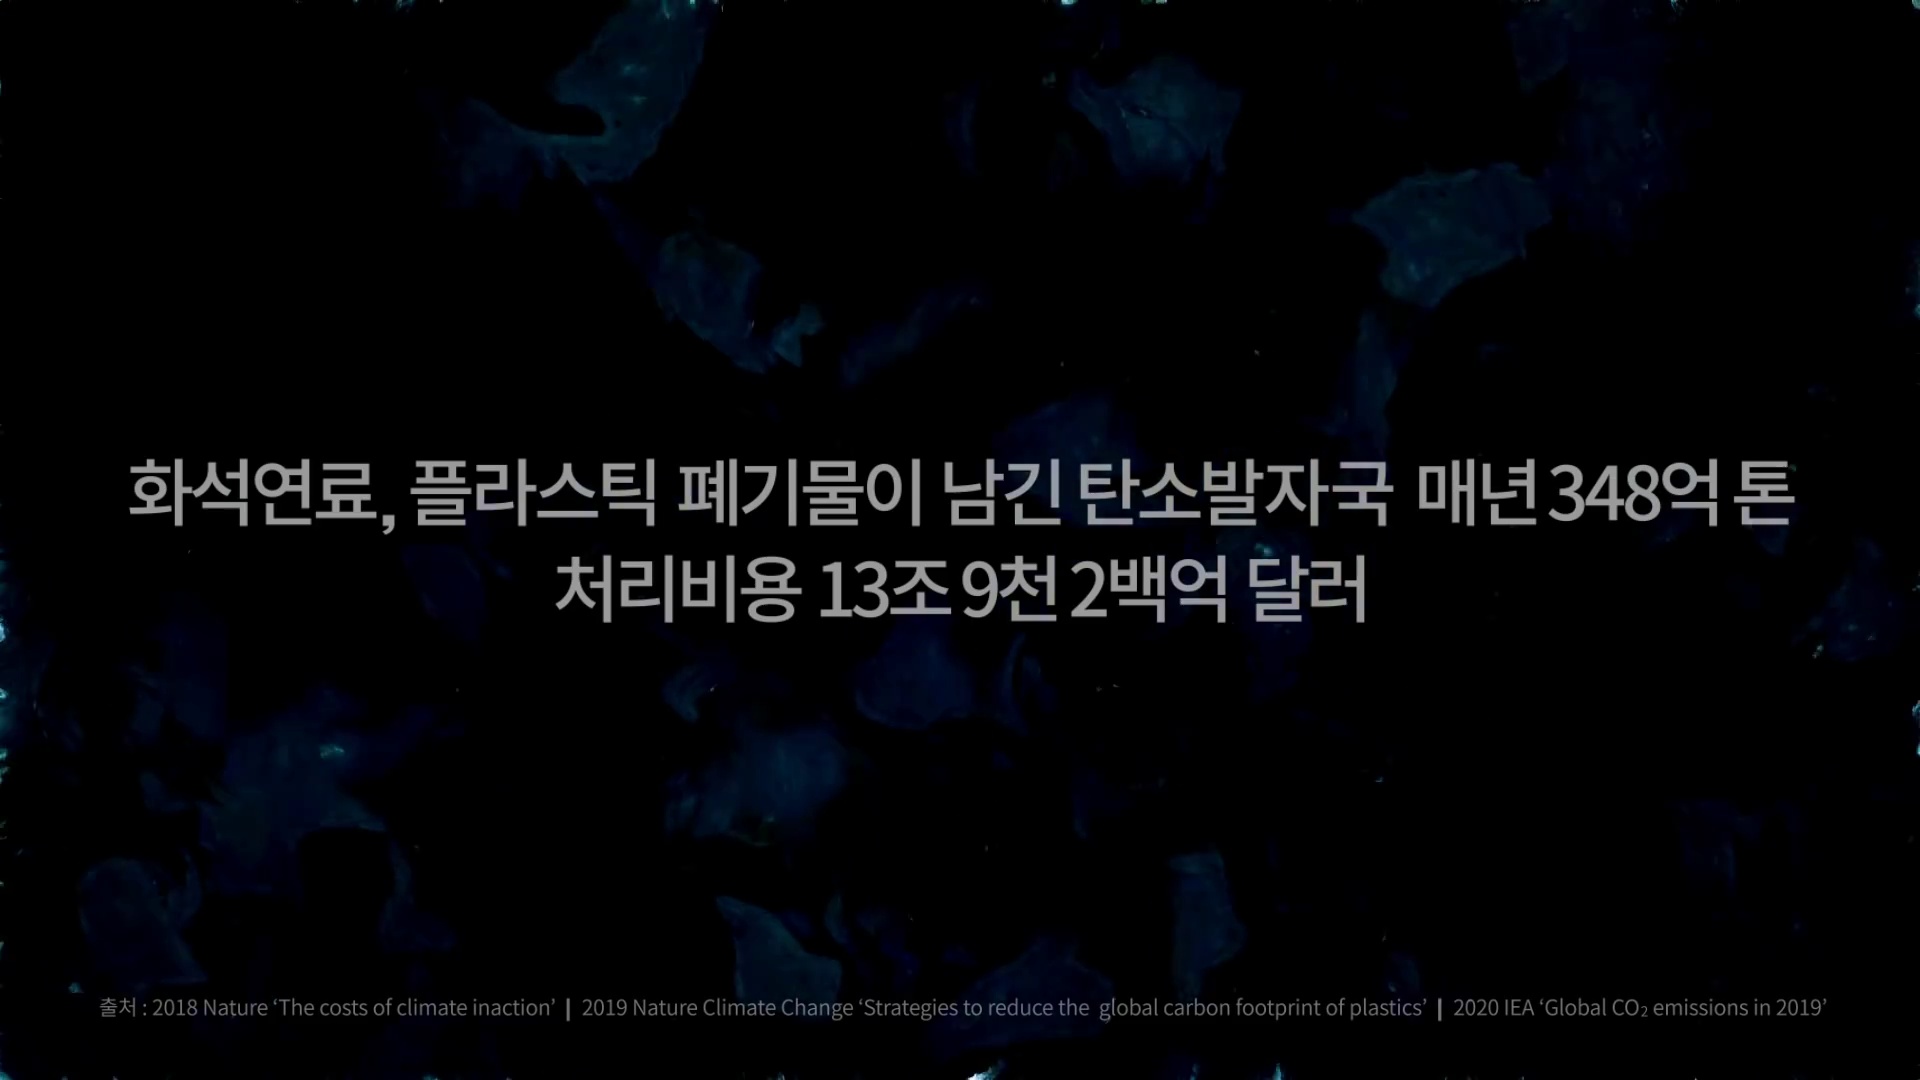 화석연료, 플라스틱 폐기물이 남긴 탄소발자국 매년 348억 톤
처리비용 13조 9천 2백억 달러
출처 : 2018 Nature ‘The costs of climate inaction’ | 2019 Nature Climate Change ‘Strategies to reduce the global carbon footprint of plastics’ | 2020 IEA ‘Global CO₂ emissions in 2019’